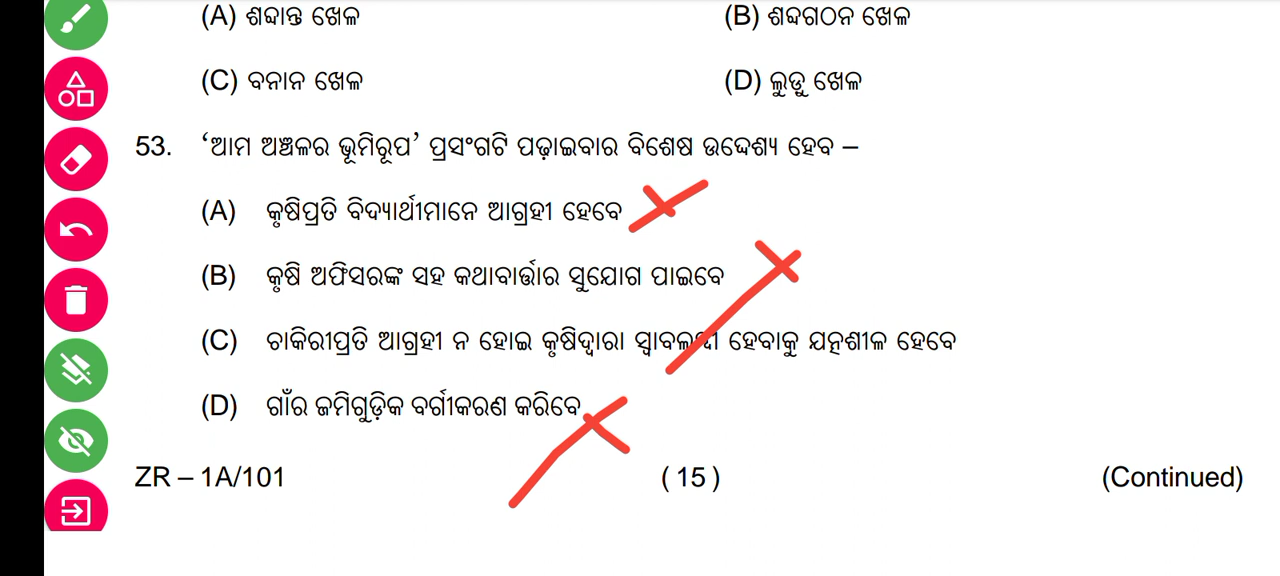 (A) ଶବ୍ଦାନ୍ତ ଖେଳ (B) ଶବ୍ଦଗଠନ ଖେଳ
(C) ବନାନ ଖେଳ (D) ଲୁଡୁ ଖେଳ
53. ‘ଆମ ଅଞ୍ଚଳର ଭୂମିରୂପ’ ପ୍ରସଂଗଟି ପଢ଼ାଇବାର ବିଶେଷ ଉଦ୍ଦେଶ୍ୟ ହେବ –
(A) କୃଷିପ୍ରତି ବିଦ୍ୟାର୍ଥୀମାନେ ଆଗ୍ରହୀ ହେବେ
(B) କୃଷି ଅଫିସରଙ୍କ ସହ କଥାବାର୍ତ୍ତାର ସୁଯୋଗ ପାଇବେ
(C) ଚାକିରୀପ୍ରତି ଆଗ୍ରହୀ ନ ହୋଇ କୃଷିଦ୍ୱାରା ସ୍ୱାବଲମ୍ବୀ ହେବାକୁ ଯତ୍ନଶୀଳ ହେବେ
(D) ଗାଁର ଜମିଗୁଡ଼ିକ ବର୍ଗୀକରଣ କରିବେ
ZR – 1A/101 ( 15 ) (Continued)